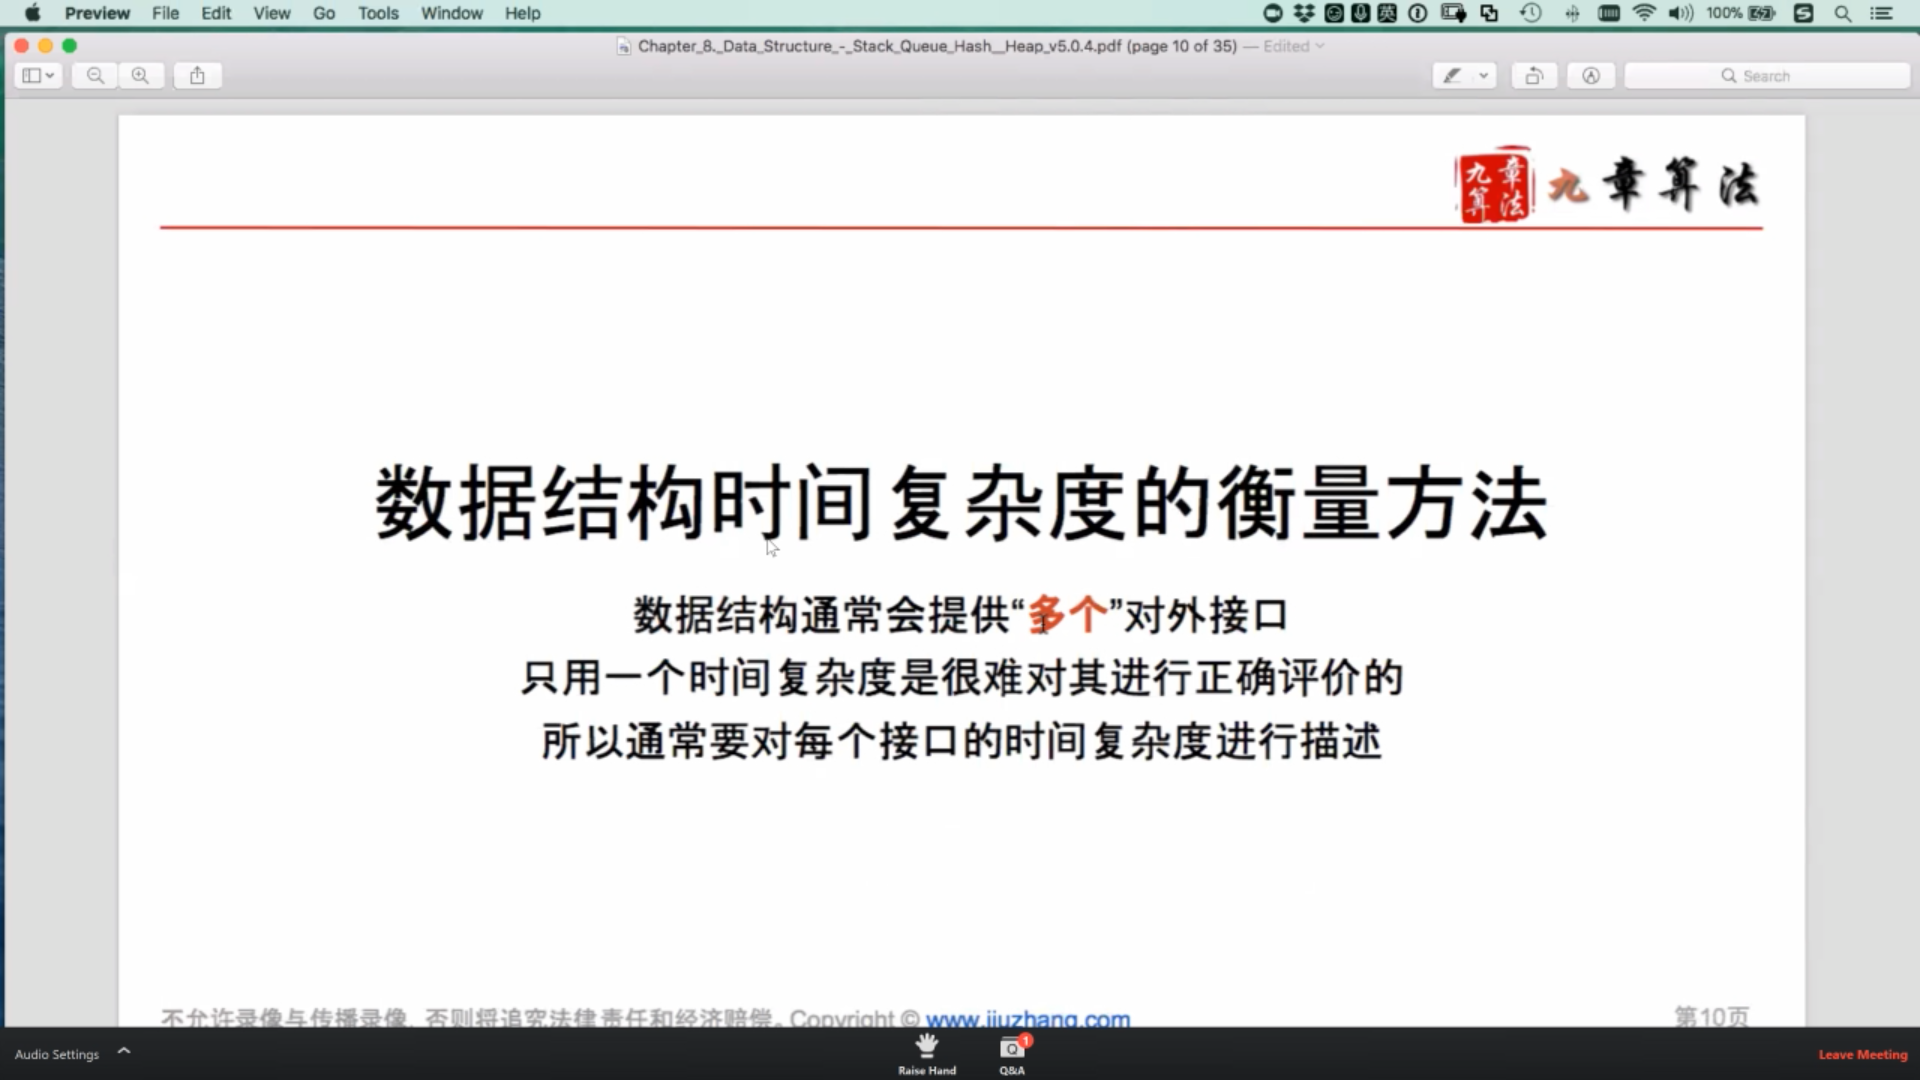 Preview File Edit View Go Tools Window Help 英 100%
Chapter_8._Data_Structure_-_Stack_Queue_Hash__Heap_v5.0.4.pdf (page 10 of 35) — Edited
Search
九章算法 九章算法
数据结构时间复杂度的衡量方法
数据结构通常会提供“多个”对外接口
只用一个时间复杂度是很难对其进行正确评价的
所以通常要对每个接口的时间复杂度进行描述
不允许录像与传播录像，否则将追究法律责任和经济赔偿。Copyright © www.jiuzhang.com 第10页
Audio Settings Raise Hand Q&A 1 Leave Meeting